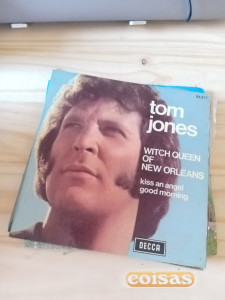 tom
jones
WITCH QUEEN
OF
NEW ORLEANS
kiss an angel
good morning
DECCA
coisas